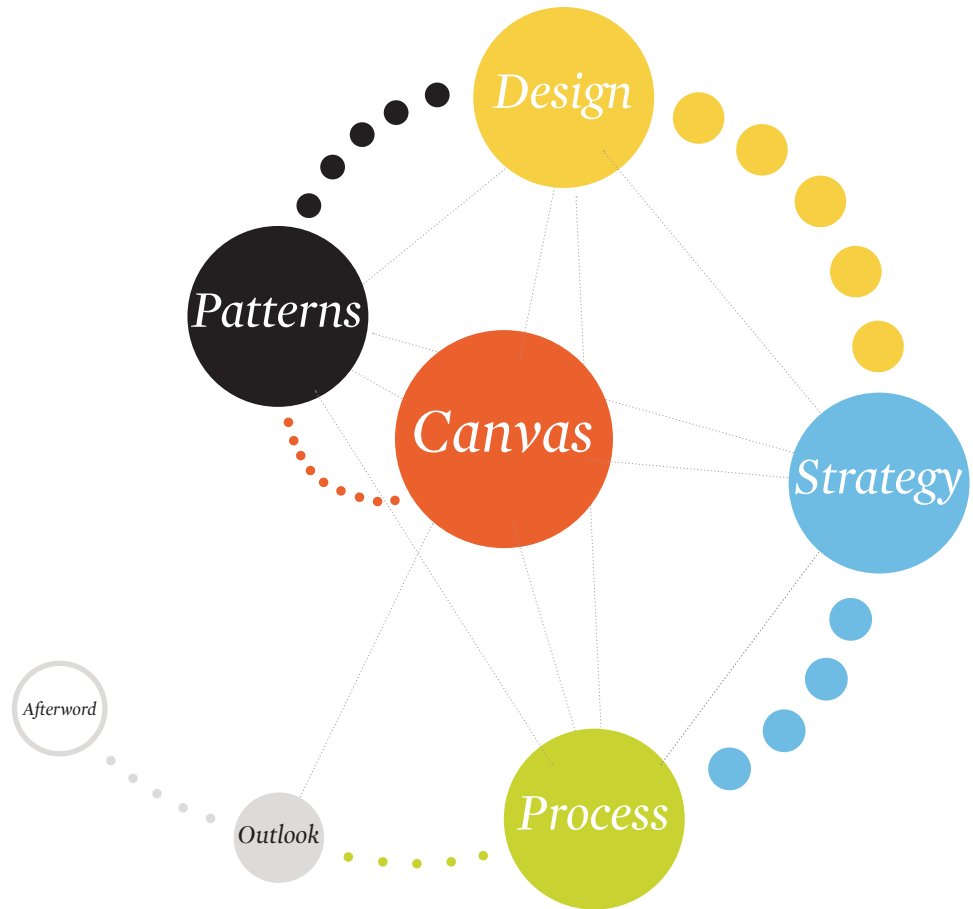 Design
Patterns
Canvas
Strategy
Afterword
Process
Outlook